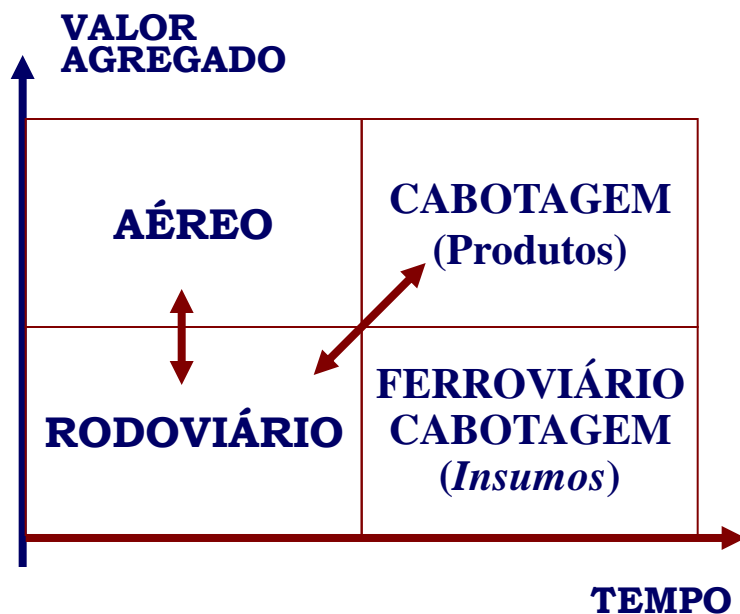 VALOR
AGREGADO
AÉREO
CABOTAGEM
(Produtos)
RODOVIÁRIO
FERROVIÁRIO
CABOTAGEM
(Insumos)
TEMPO